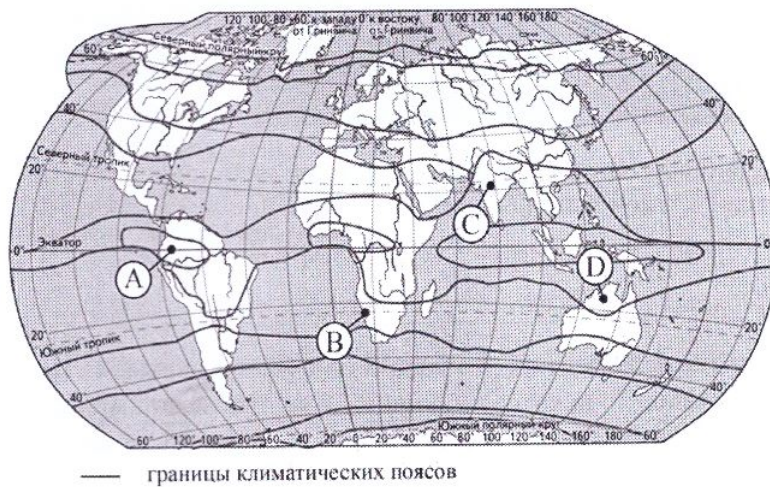 120 100 80 60 к западу 0 к востоку 80 100 120 140 160 180
от Гринвича от Гринвича
Северный полярный круг
60°
60°
40°
40°
Северный тропик
20°
20°
C
Экватор
0°
0°
A
D
20°
20°
B
Южный тропик
40°
40°
Южный полярный круг
60° 120 100 80 60 40 20 0 20 40 60 80 100 120 140 160 180 60°
границы климатических поясов